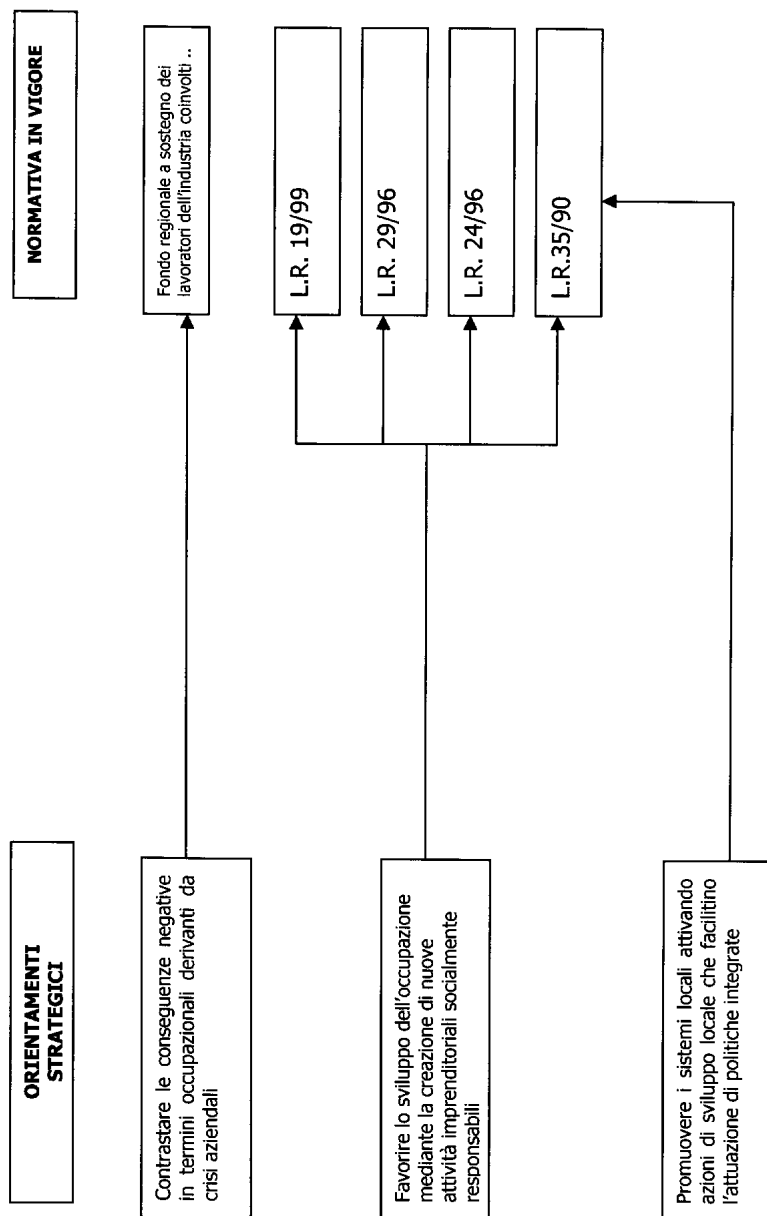 ORIENTAMENTI
STRATEGICI
NORMATIVA IN VIGORE
Contrastare le conseguenze negative
in termini occupazionali derivanti da
crisi aziendali
Fondo regionale a sostegno dei
lavoratori dell'industria coinvolti ..
Favorire lo sviluppo dell'occupazione
mediante la creazione di nuove
attività imprenditoriali socialmente
responsabili
L.R. 19/99
L.R. 29/96
L.R. 24/96
L.R.35/90
Promuovere i sistemi locali attivando
azioni di sviluppo locale che facilitino
l'attuazione di politiche integrate